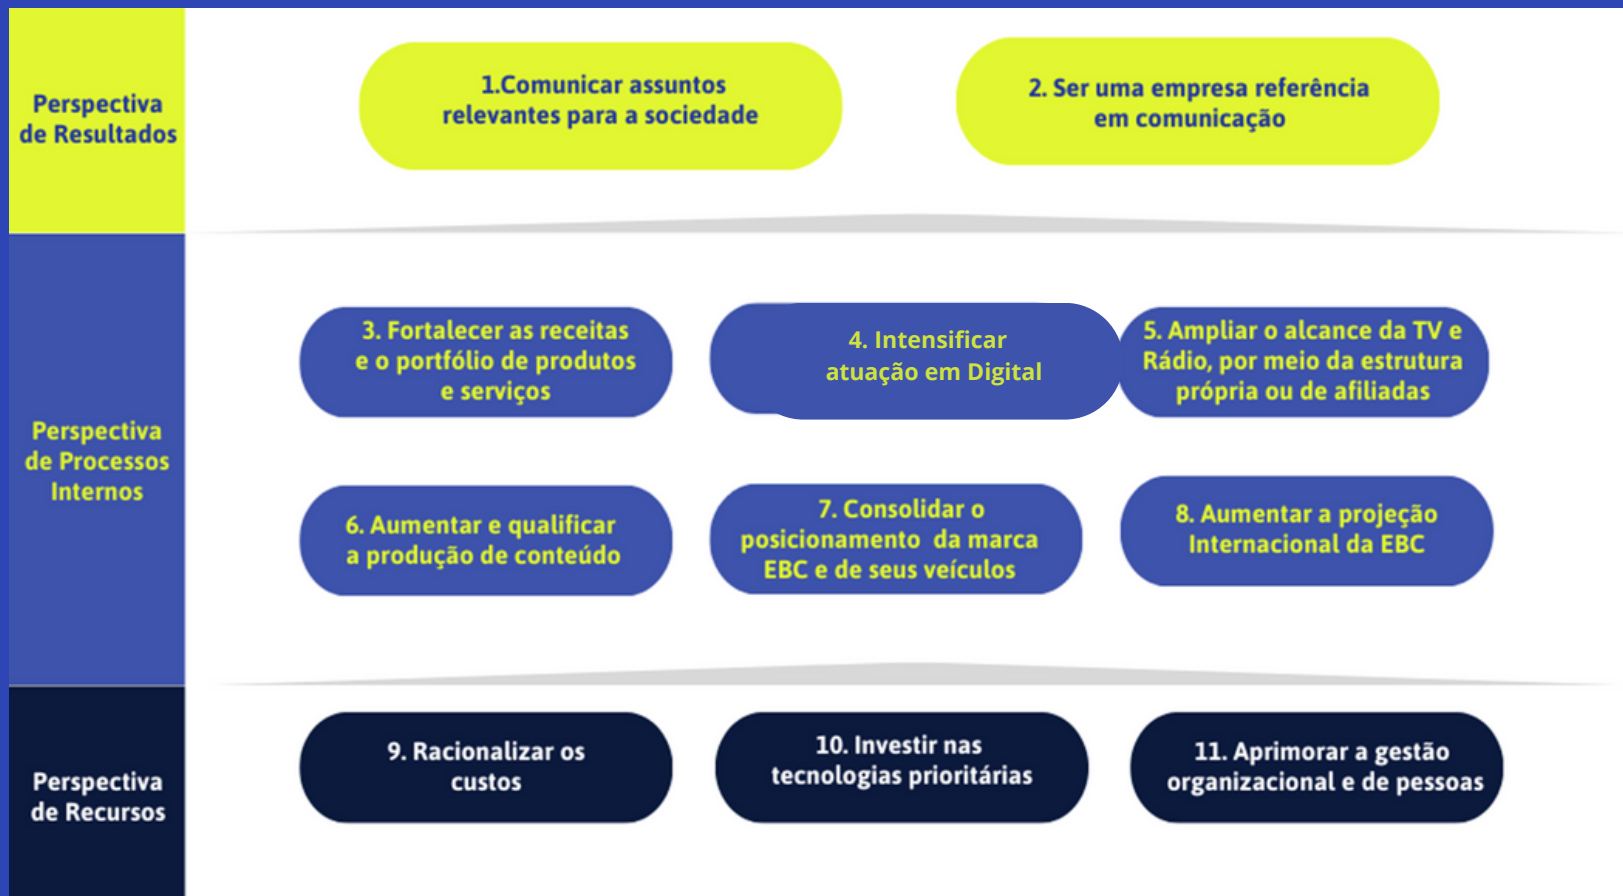 Perspectiva
de Resultados
1.Comunicar assuntos
relevantes para a sociedade
2. Ser uma empresa referência
em comunicação
Perspectiva
de Processos
Internos
3. Fortalecer as receitas
e o portfólio de produtos
e serviços
4. Intensificar
atuação em Digital
5. Ampliar o alcance da TV e
Rádio, por meio da estrutura
própria ou de afiliadas
6. Aumentar e qualificar
a produção de conteúdo
7. Consolidar o
posicionamento da marca
EBC e de seus veículos
8. Aumentar a projeção
Internacional da EBC
Perspectiva
de Recursos
9. Racionalizar os
custos
10. Investir nas
tecnologias prioritárias
11. Aprimorar a gestão
organizacional e de pessoas